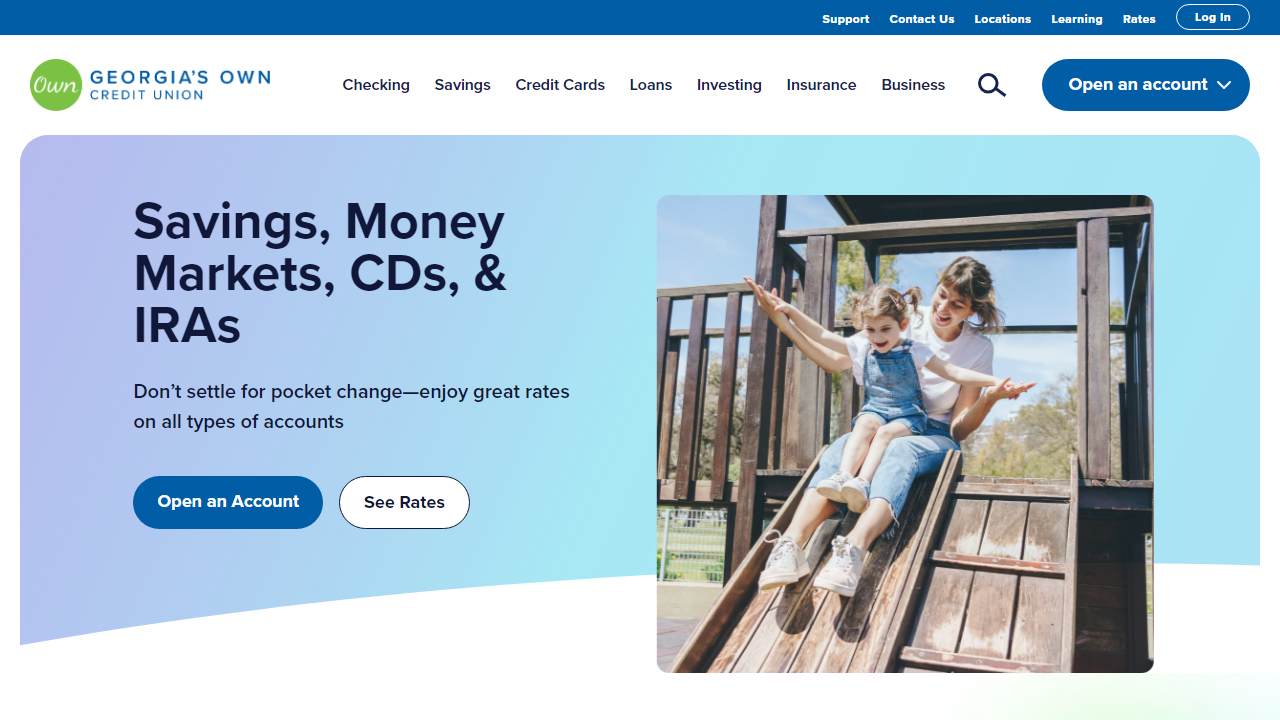 Support Contact Us Locations Learning Rates Log In
Own GEORGIA'S OWN
CREDIT UNION
Checking Savings Credit Cards Loans Investing Insurance Business Open an account
Savings, Money
Markets, CDs, &
IRAs
Don’t settle for pocket change—enjoy great rates
on all types of accounts
Open an Account See Rates